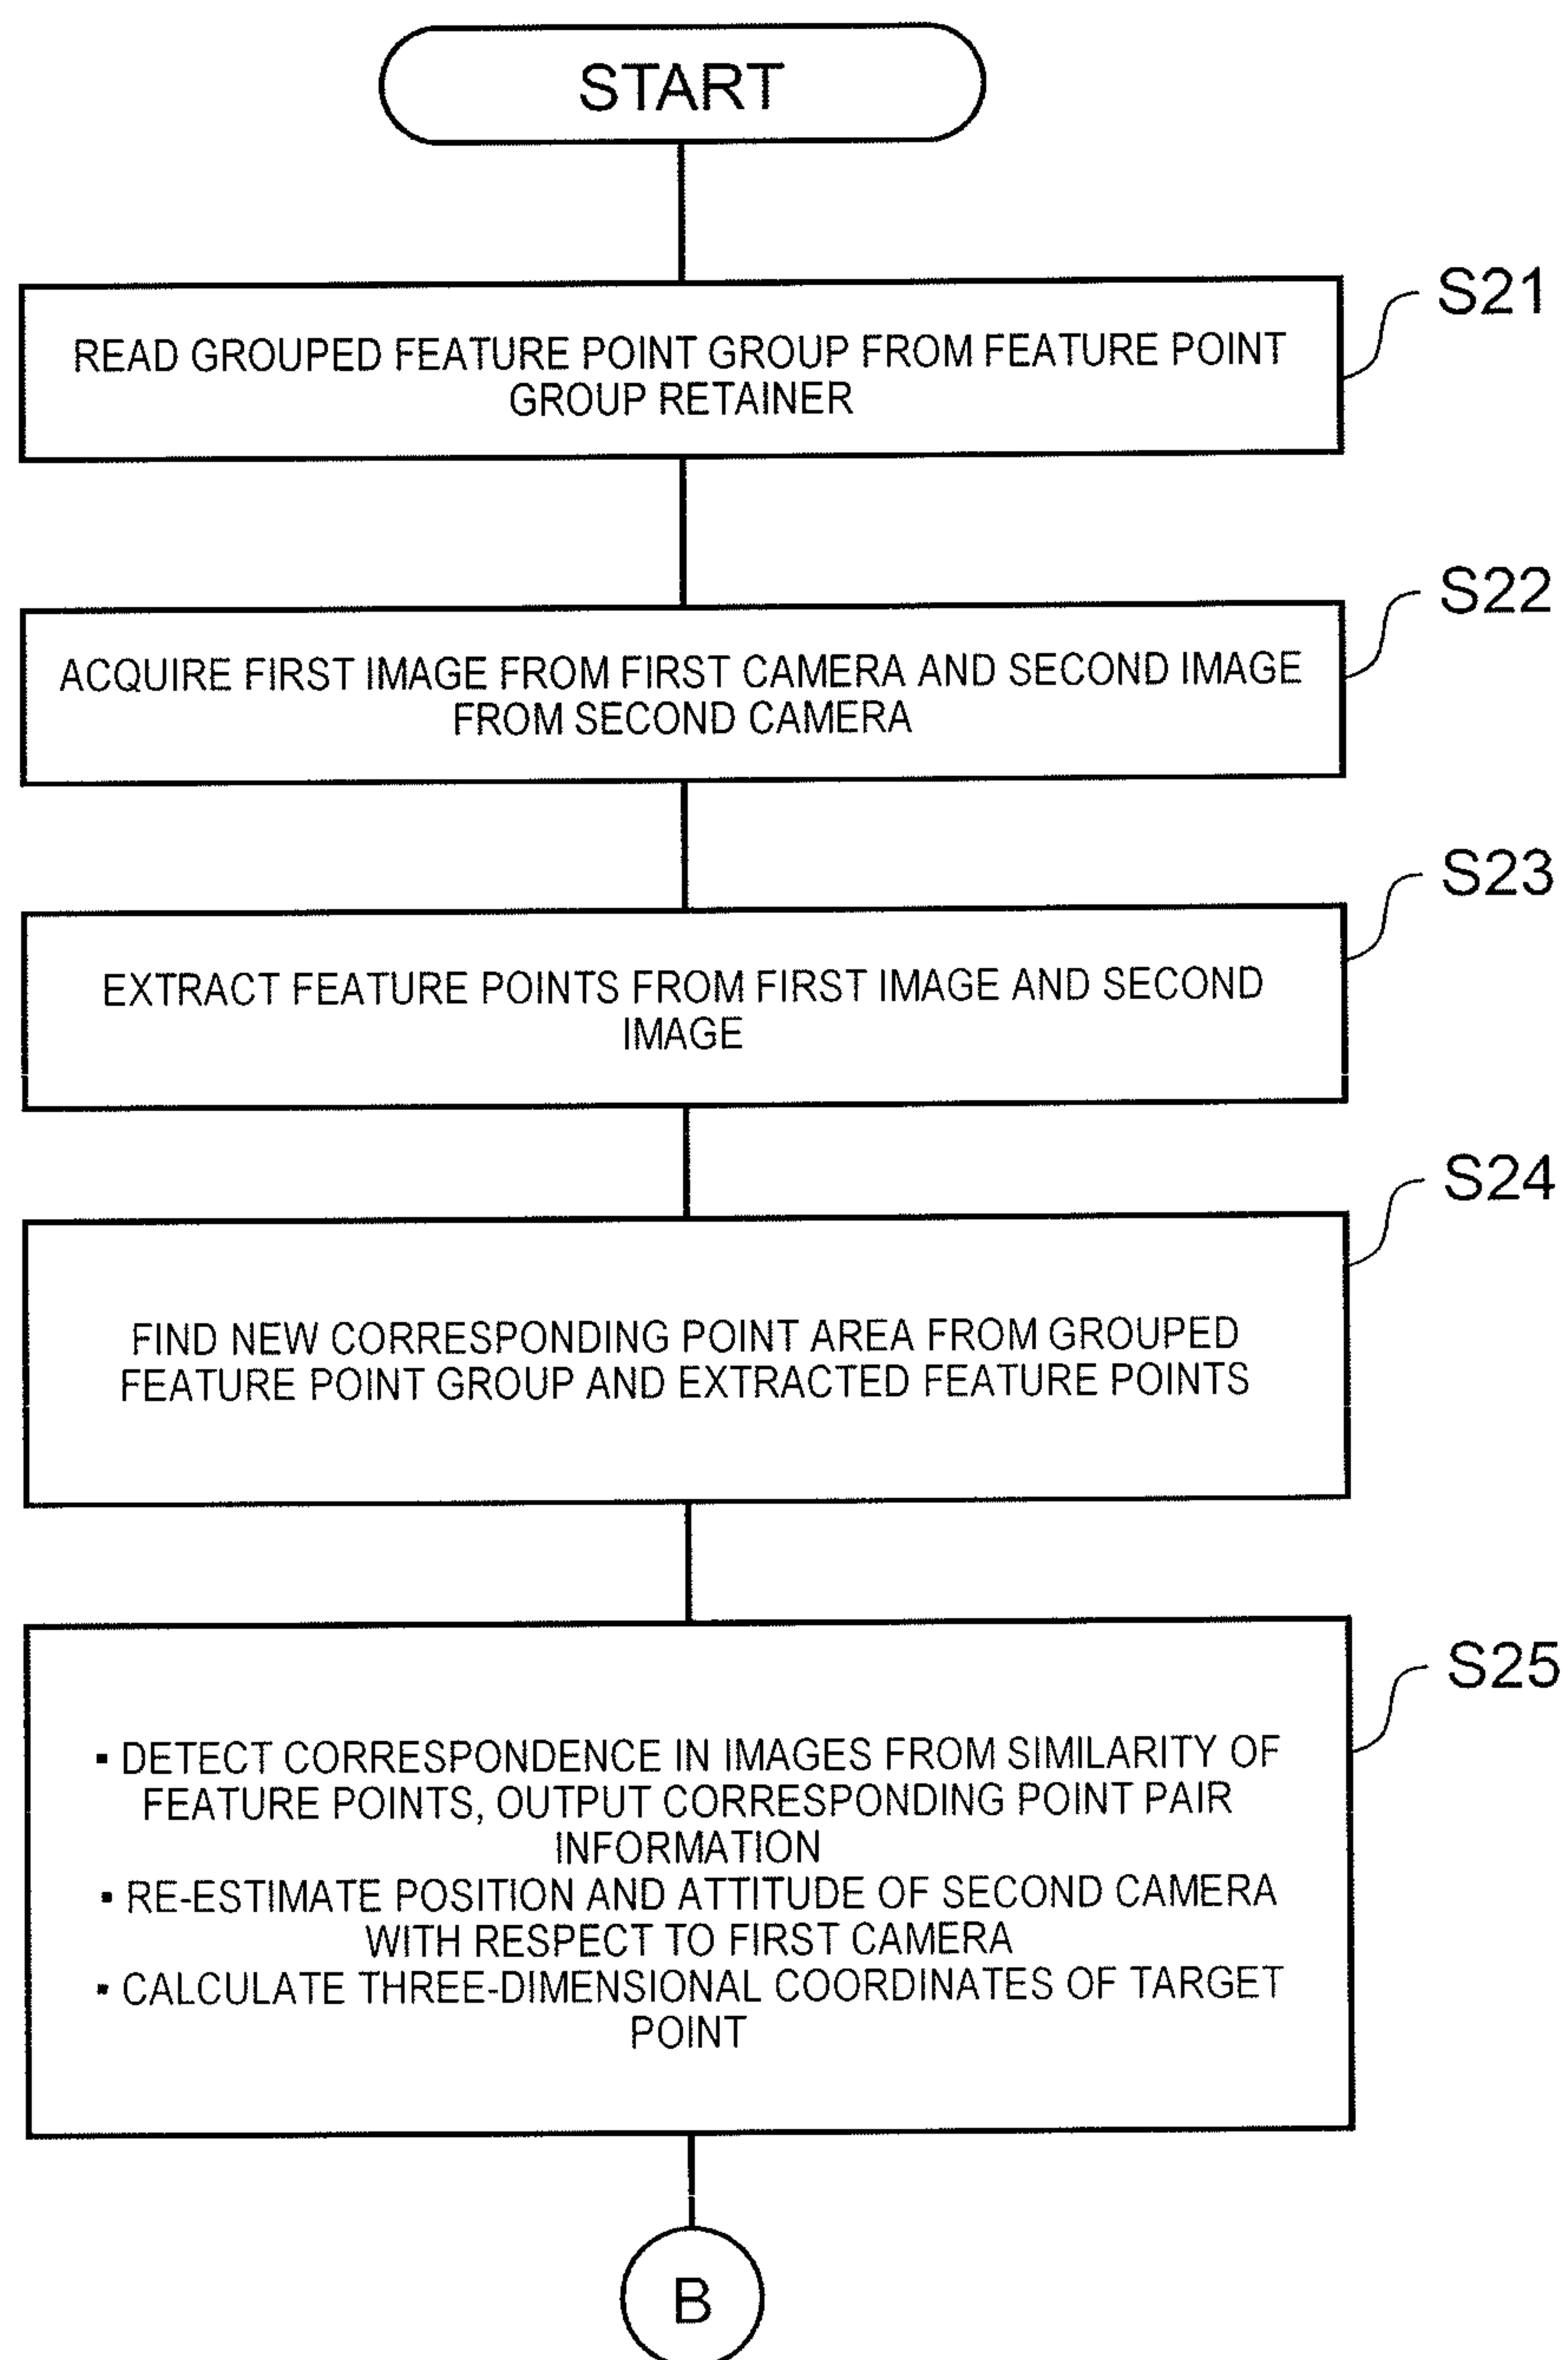 START
S21
READ GROUPED FEATURE POINT GROUP FROM FEATURE POINT
GROUP RETAINER
S22
ACQUIRE FIRST IMAGE FROM FIRST CAMERA AND SECOND IMAGE
FROM SECOND CAMERA
S23
EXTRACT FEATURE POINTS FROM FIRST IMAGE AND SECOND
IMAGE
S24
FIND NEW CORRESPONDING POINT AREA FROM GROUPED
FEATURE POINT GROUP AND EXTRACTED FEATURE POINTS
S25
▪ DETECT CORRESPONDENCE IN IMAGES FROM SIMILARITY OF
FEATURE POINTS, OUTPUT CORRESPONDING POINT PAIR
INFORMATION
▪ RE-ESTIMATE POSITION AND ATTITUDE OF SECOND CAMERA
WITH RESPECT TO FIRST CAMERA
▪ CALCULATE THREE-DIMENSIONAL COORDINATES OF TARGET
POINT
B